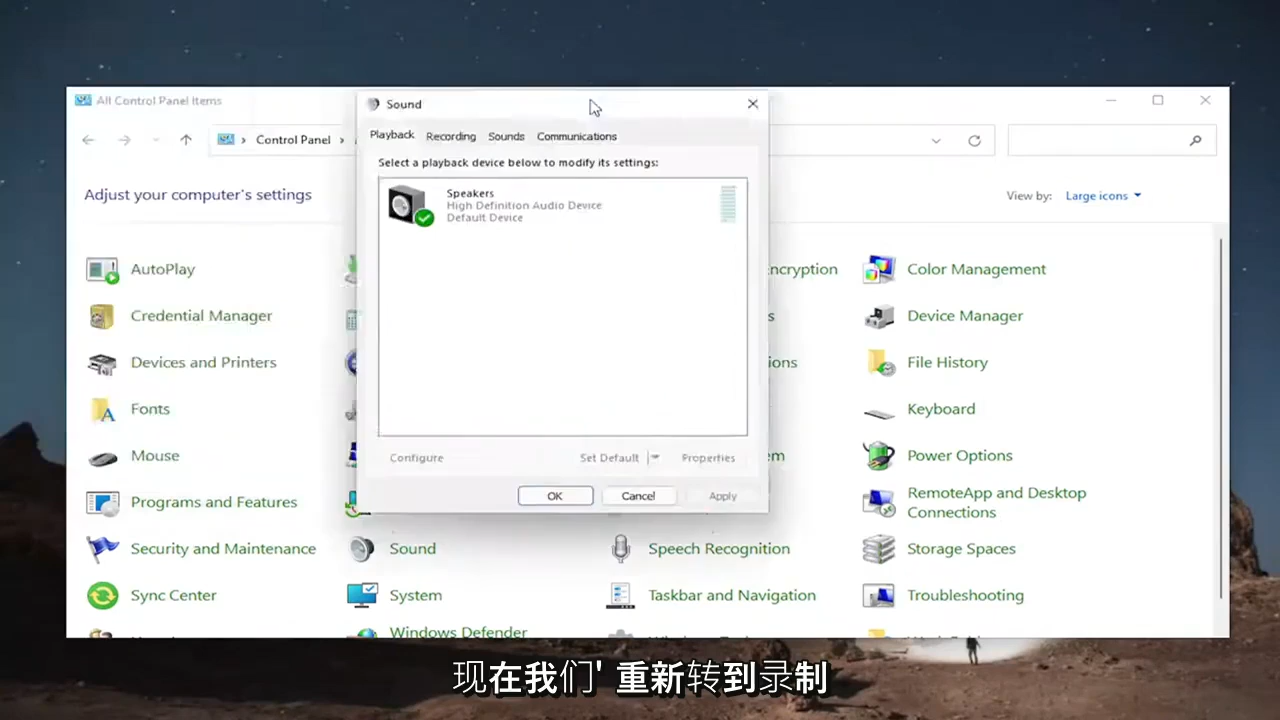 All Control Panel Items
Sound
Control Panel
Playback
Recording
Sounds
Communications
Select a playback device below to modify its settings:
Speakers
High Definition Audio Device
Default Device
Configure
Set Default
Properties
OK
Cancel
Apply
Adjust your computer's settings
View by:
Large icons
AutoPlay
ncryption
Color Management
Credential Manager
s
Device Manager
Devices and Printers
ions
File History
Fonts
Keyboard
Mouse
em
Power Options
Programs and Features
RemoteApp and Desktop
Connections
Security and Maintenance
Sound
Speech Recognition
Storage Spaces
Sync Center
System
Taskbar and Navigation
Troubleshooting
Windows Defender
现在我们' 重新转到录制